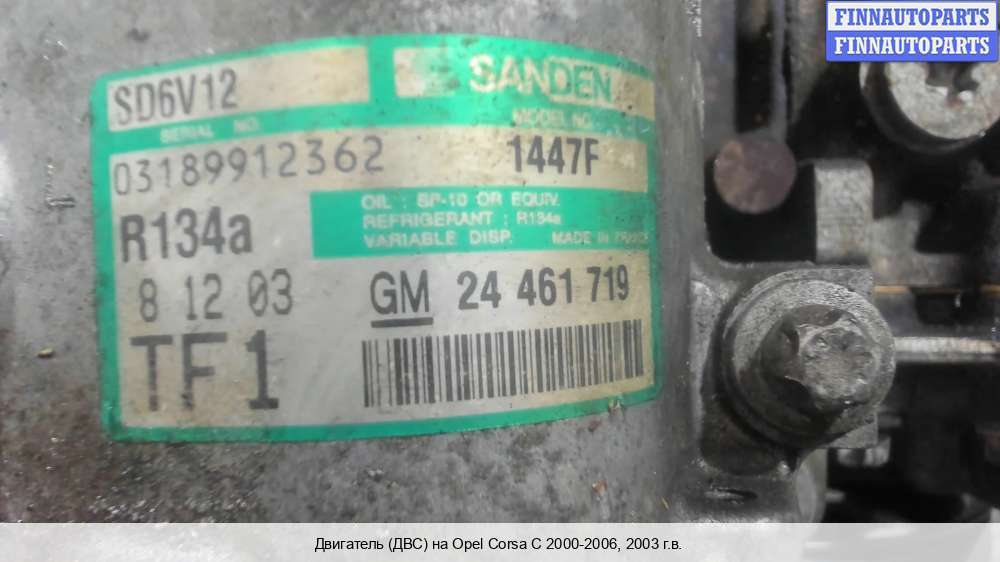 FINNAUTOPARTS
FINNAUTOPARTS
SD6V12
SANDEN
SERIAL NO.
MODEL NO.
03189912362
1447F
R134a
OIL : SP-10 OR EQUIV.
REFRIGERANT : R134a
VARIABLE DISP. MADE IN FRANCE
8 12 03
GM 24 461 719
TF1
Двигатель (ДВС) на Opel Corsa C 2000-2006, 2003 г.в.